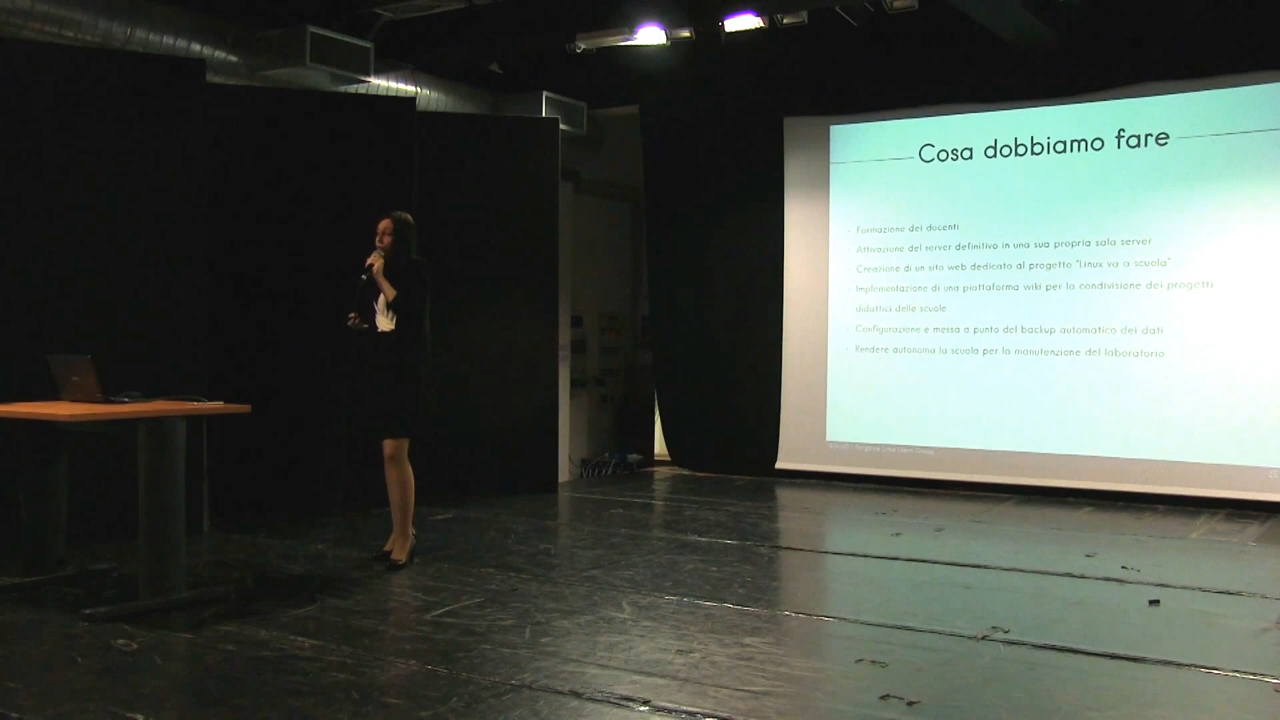 Cosa dobbiamo fare
- Formazione dei docenti
- Attivazione del server definitivo in una sua propria sala server
- Creazione di un sito web dedicato al progetto "Linux va a scuola"
- Implementazione di una piattaforma wiki per la condivisione dei progetti
didattici delle scuole
- Configurazione e messa a punto del backup automatico dei dati
- Rendere autonoma la scuola per la manutenzione del laboratorio
Linux Users Group